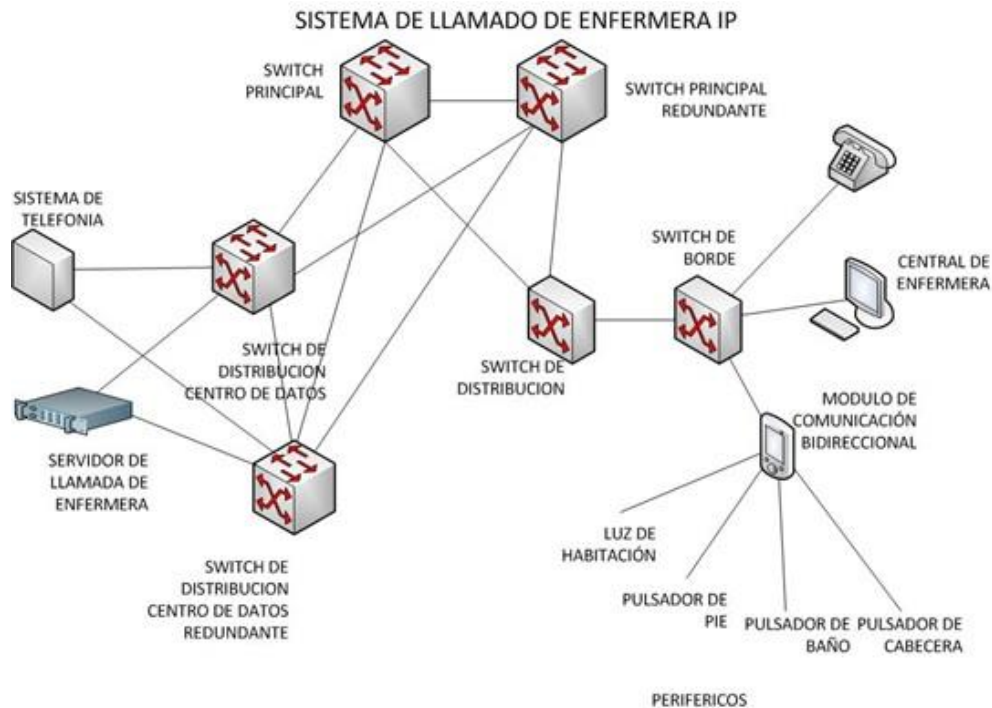 SISTEMA DE LLAMADO DE ENFERMERA IP
SWITCH
PRINCIPAL
SWITCH PRINCIPAL
REDUNDANTE
SISTEMA DE
TELEFONIA
SWITCH DE
BORDE
CENTRAL DE
ENFERMERA
SWITCH DE
DISTRIBUCION
CENTRO DE DATOS
SWITCH DE
DISTRIBUCION
MODULO DE
COMUNICACIÓN
BIDIRECCIONAL
SERVIDOR DE
LLAMADA DE
ENFERMERA
LUZ DE
HABITACIÓN
SWITCH DE
DISTRIBUCION
CENTRO DE DATOS
REDUNDANTE
PULSADOR DE
PIE
PULSADOR DE
BAÑO
PULSADOR DE
CABECERA
PERIFERICOS